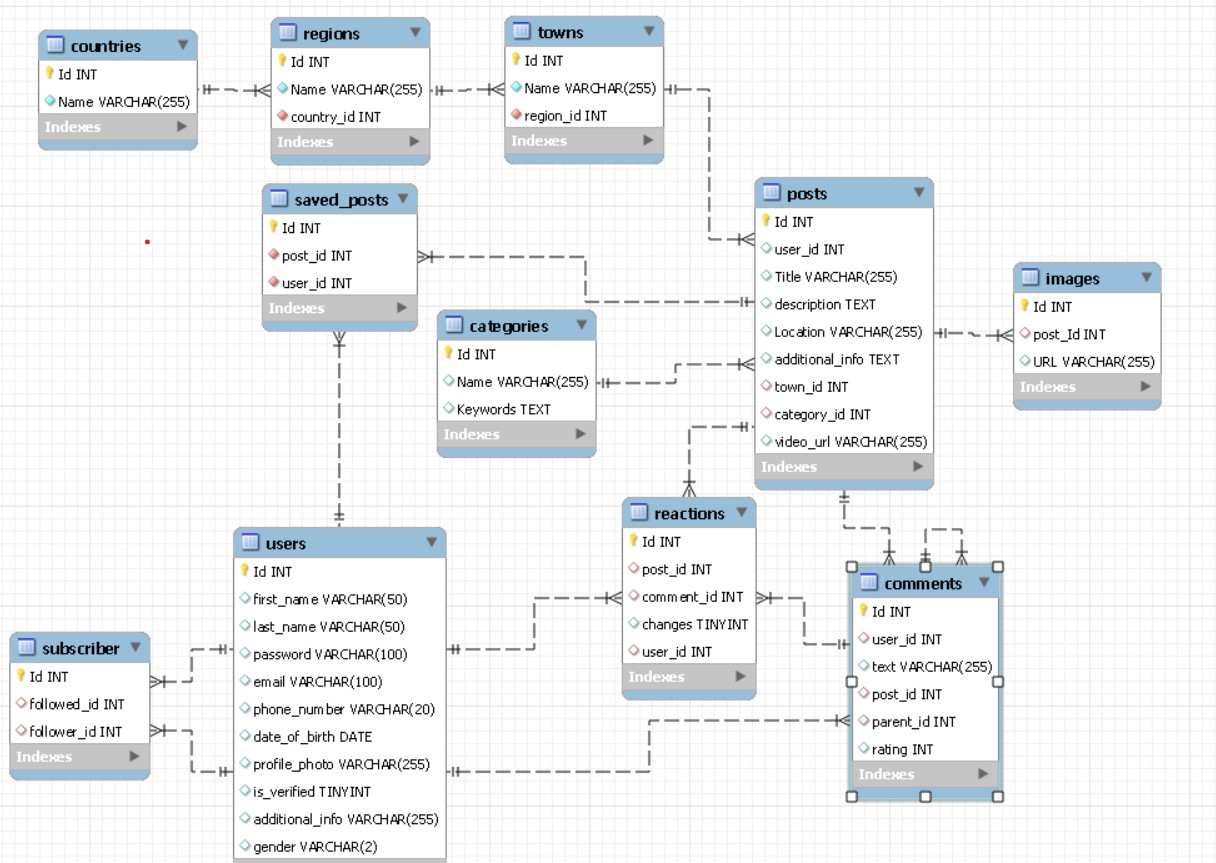 countries
Id INT
Name VARCHAR(255)
Indexes
regions
Id INT
Name VARCHAR(255)
country_id INT
Indexes
towns
Id INT
Name VARCHAR(255)
region_id INT
Indexes
saved_posts
Id INT
post_id INT
user_id INT
Indexes
categories
Id INT
Name VARCHAR(255)
Keywords TEXT
Indexes
posts
Id INT
user_id INT
Title VARCHAR(255)
description TEXT
Location VARCHAR(255)
additional_info TEXT
town_id INT
category_id INT
video_url VARCHAR(255)
Indexes
images
Id INT
post_Id INT
URL VARCHAR(255)
Indexes
subscriber
Id INT
followed_id INT
follower_id INT
Indexes
users
Id INT
first_name VARCHAR(50)
last_name VARCHAR(50)
password VARCHAR(100)
email VARCHAR(100)
phone_number VARCHAR(20)
date_of_birth DATE
profile_photo VARCHAR(255)
is_verified TINYINT
additional_info VARCHAR(255)
gender VARCHAR(2)
reactions
Id INT
post_id INT
comment_id INT
changes TINYINT
user_id INT
Indexes
comments
Id INT
user_id INT
text VARCHAR(255)
post_id INT
parent_id INT
rating INT
Indexes